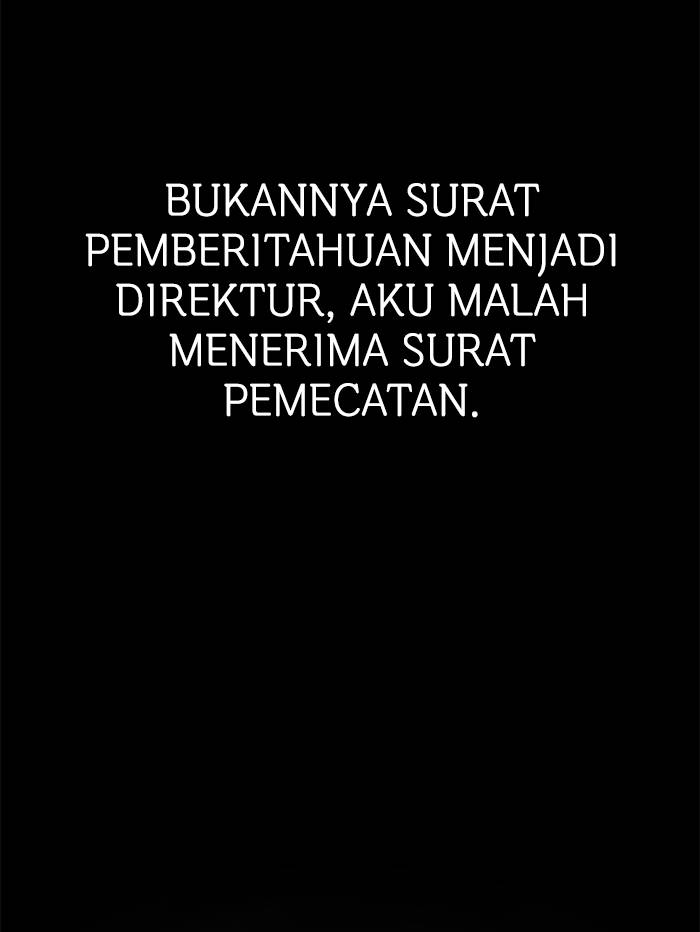 BUKANNYA SURAT
PEMBERITAHUAN MENJADI
DIREKTUR, AKU MALAH
MENERIMA SURAT
PEMECATAN.